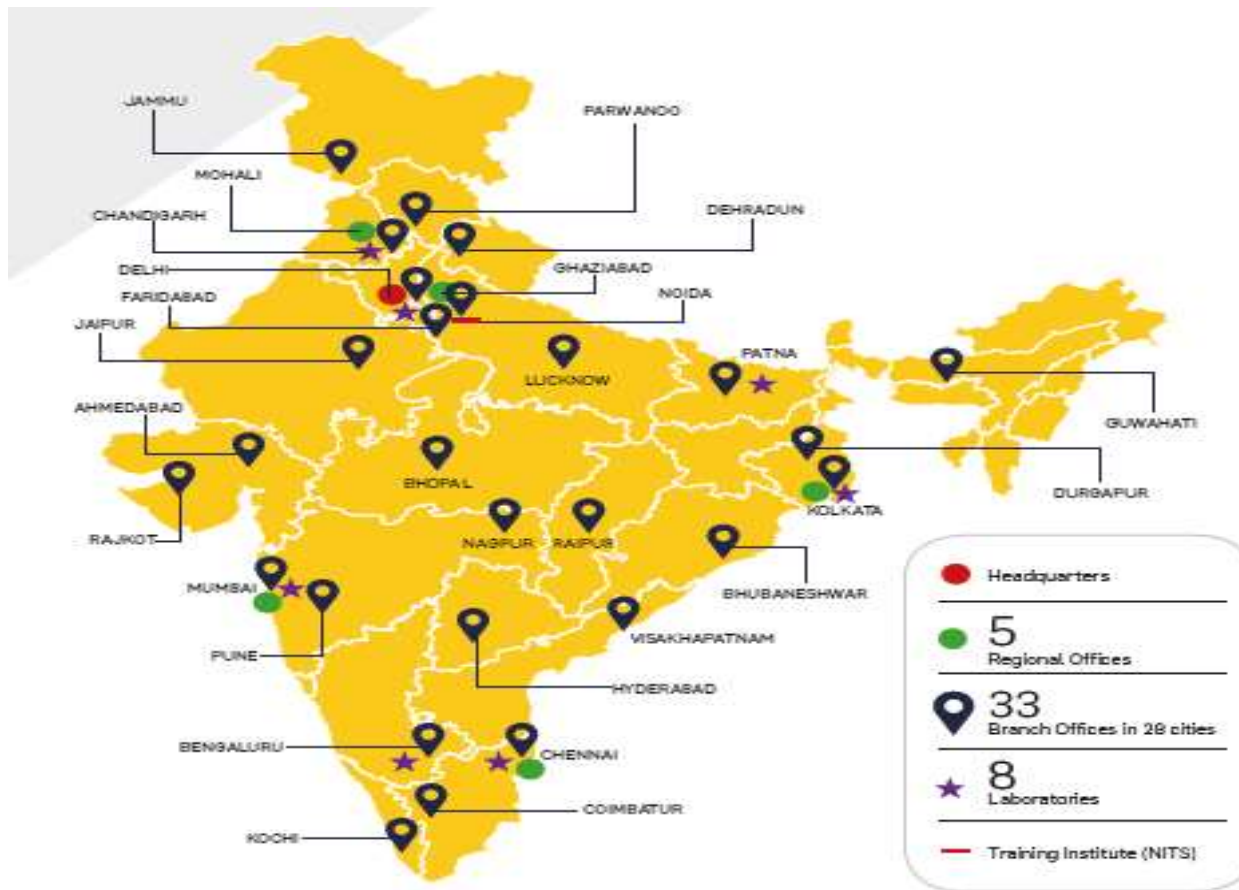 JAMMU
PARWANOO
MOHALI
CHANDIGARH
DEHRADUN
DELHI
GHAZIABAD
FARIDABAD
NOIDA
JAIPUR
LUCKNOW
PATNA
AHMEDABAD
GUWAHATI
BHOPAL
DURGAPUR
KOLKATA
RAJKOT
NAGPUR RAIPUR
MUMBAI
BHUBANESHWAR
VISAKHAPATNAM
PUNE
HYDERABAD
BENGALURU
CHENNAI
COIMBATUR
KOCHI
Headquarters
5
Regional Offices
33
Branch Offices in 28 cities
8
Laboratories
Training Institute (NITS)